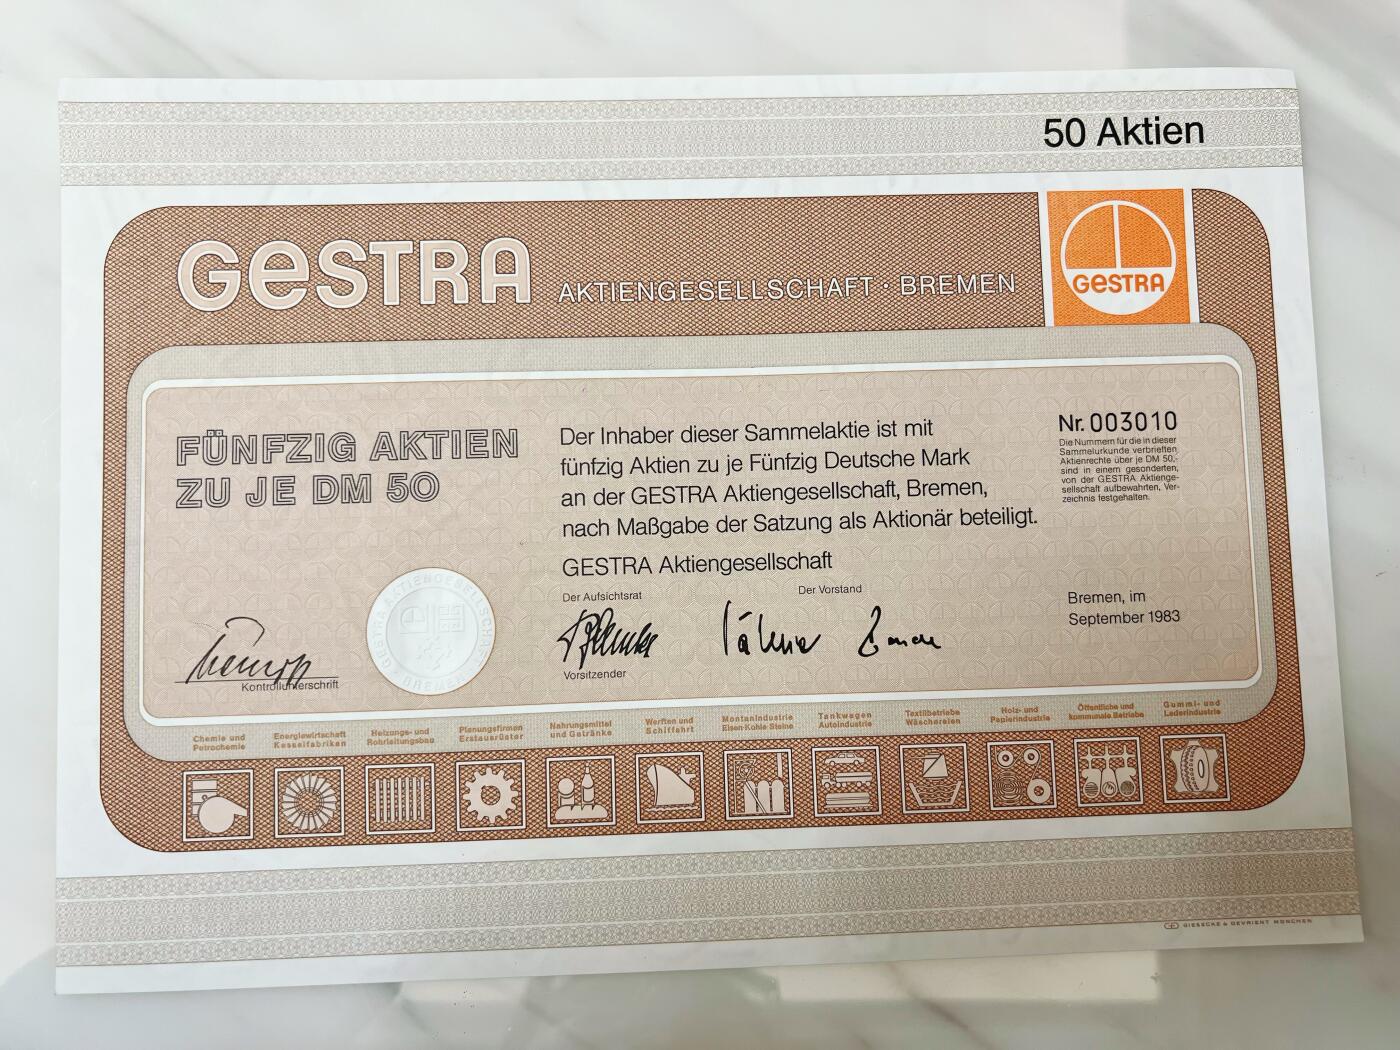 50 Aktien
GESTRA AKTIENGESELLSCHAFT · BREMEN
GESTRA
FÜNFZIG AKTIEN
ZU JE DM 50
Der Inhaber dieser Sammelaktie ist mit
fünfzig Aktien zu je Fünfzig Deutsche Mark
an der GESTRA Aktiengesellschaft, Bremen,
nach Maßgabe der Satzung als Aktionär beteiligt.
GESTRA Aktiengesellschaft
Nr. 003010
Die Nummern für die in dieser
Sammelurkunde verbrieften
Aktienrechte über je DM 50,-
sind in einem gesonderten,
von der GESTRA Aktienge-
sellschaft aufbewahrten, Ver-
zeichnis festgehalten.
Der Aufsichtsrat
Der Vorstand
Vorsitzender
Bremen, im
September 1983
Kontrollunterschrift
GESTRA AKTIENGESELLSCHAFT
BREMEN
Chemie und
Petrochemie
Energiewirtschaft
Kesselfabriken
Heizungs- und
Rohrleitungsbau
Planungsfirmen
Erstausrüster
Nahrungsmittel
und Getränke
Werften und
Schiffahrt
Montanindustrie
Eisen-Kohle Steine
Tankwagen
Autoindustrie
Textilbetriebe
Wäschereien
Holz- und
Papierindustrie
Öffentliche und
kommunale Betriebe
Gummi- und
Lederindustrie
GIESECKE & DEVRIENT MÜNCHEN